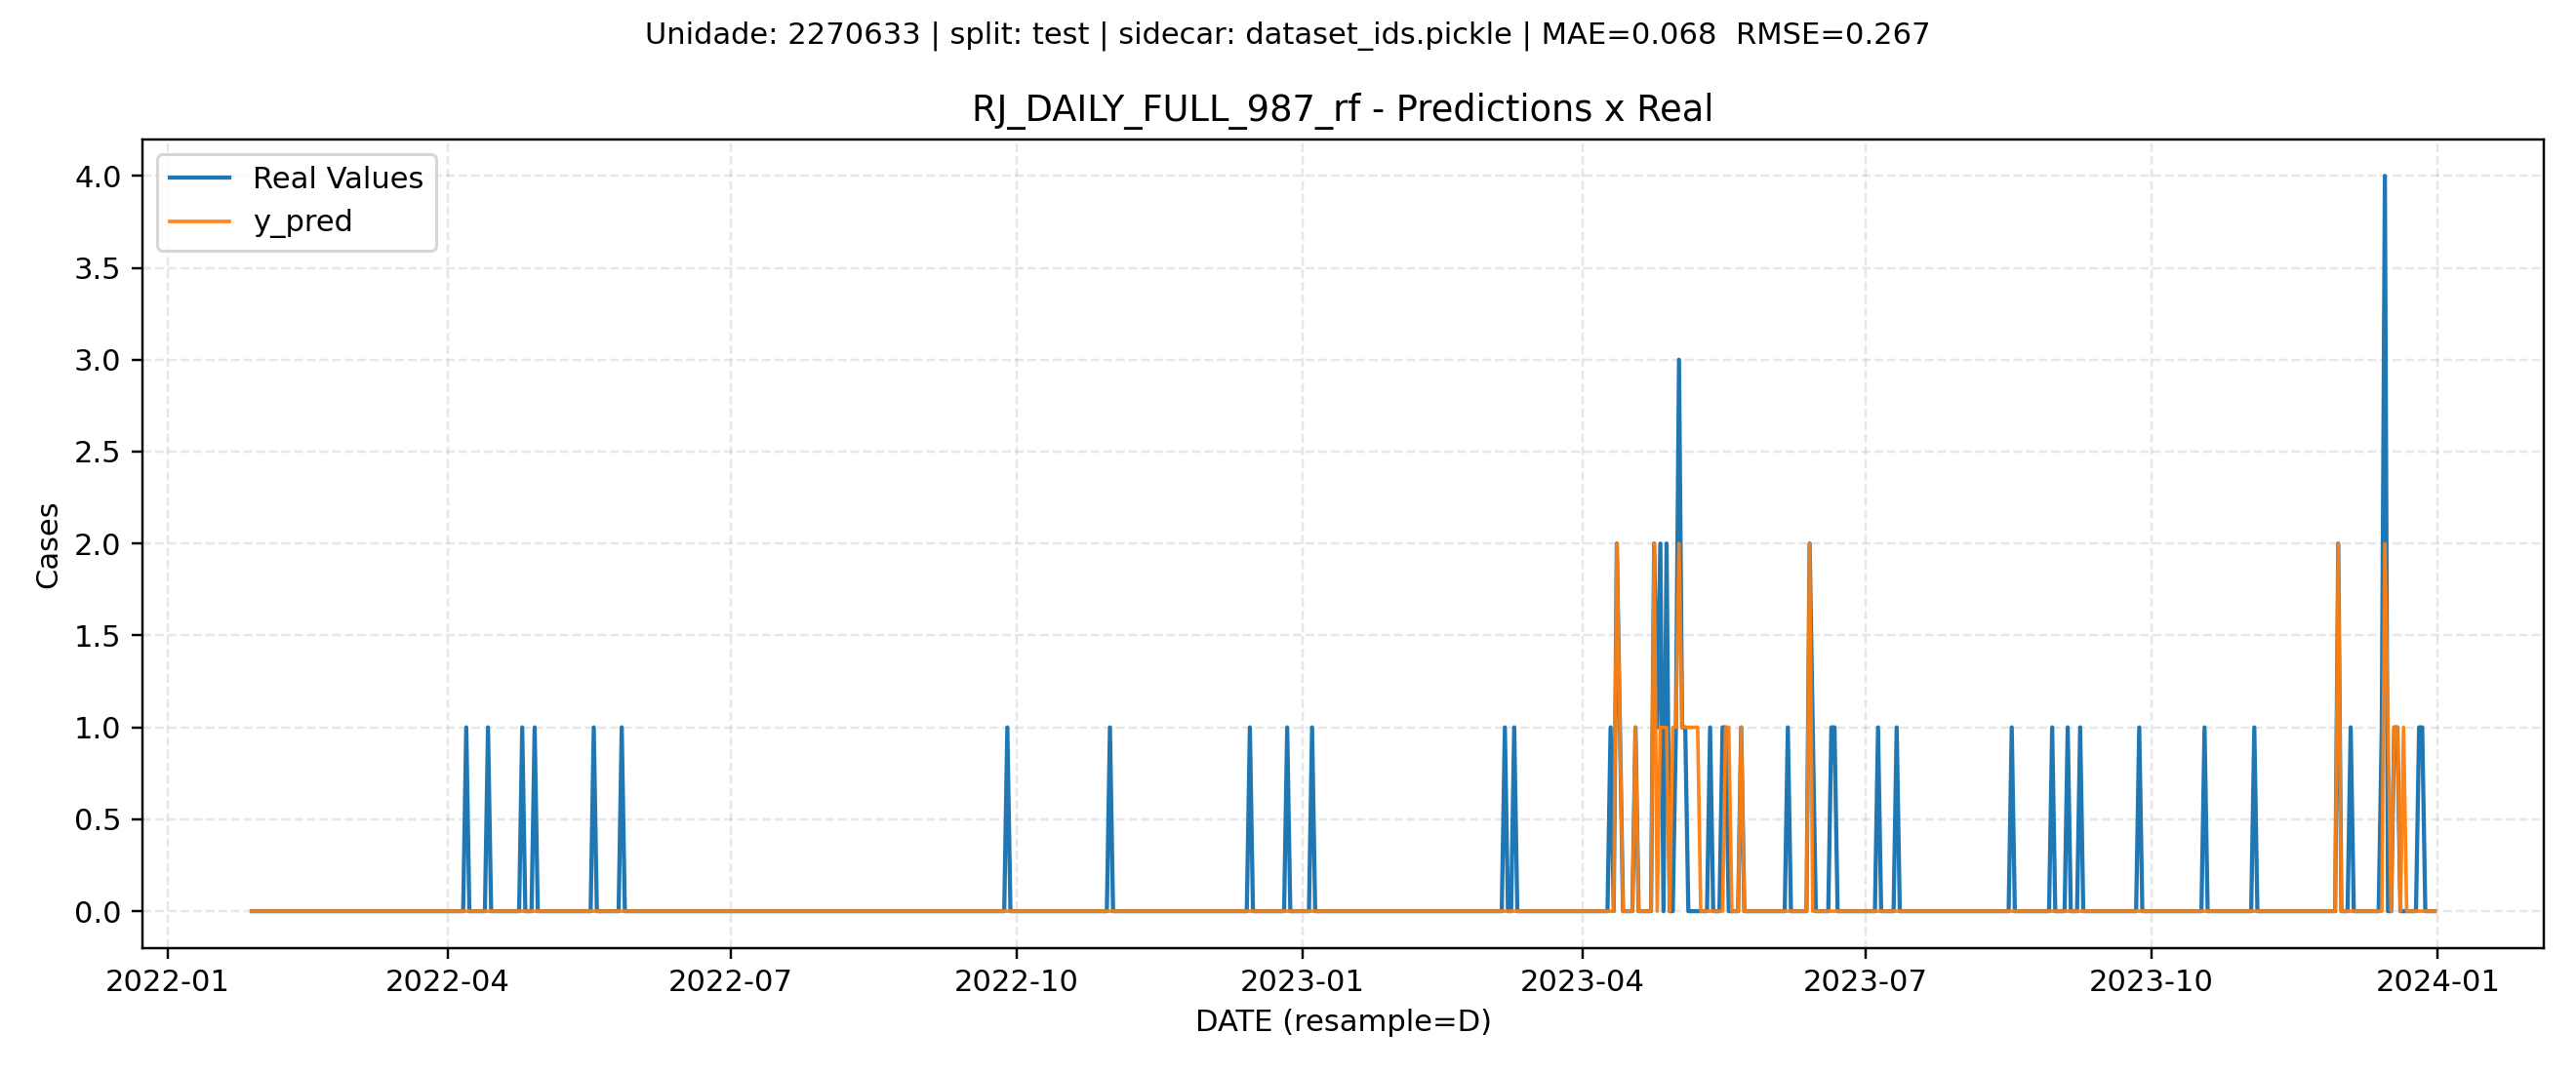 Unidade: 2270633 | split: test | sidecar: dataset_ids.pickle | MAE=0.068  RMSE=0.267
RJ_DAILY_FULL_987_rf - Predictions x Real
Real Values
y_pred
4.0
3.5
3.0
2.5
2.0
1.5
1.0
0.5
0.0
Cases
2022-01 2022-04 2022-07 2022-10 2023-01 2023-04 2023-07 2023-10 2024-01
DATE (resample=D)